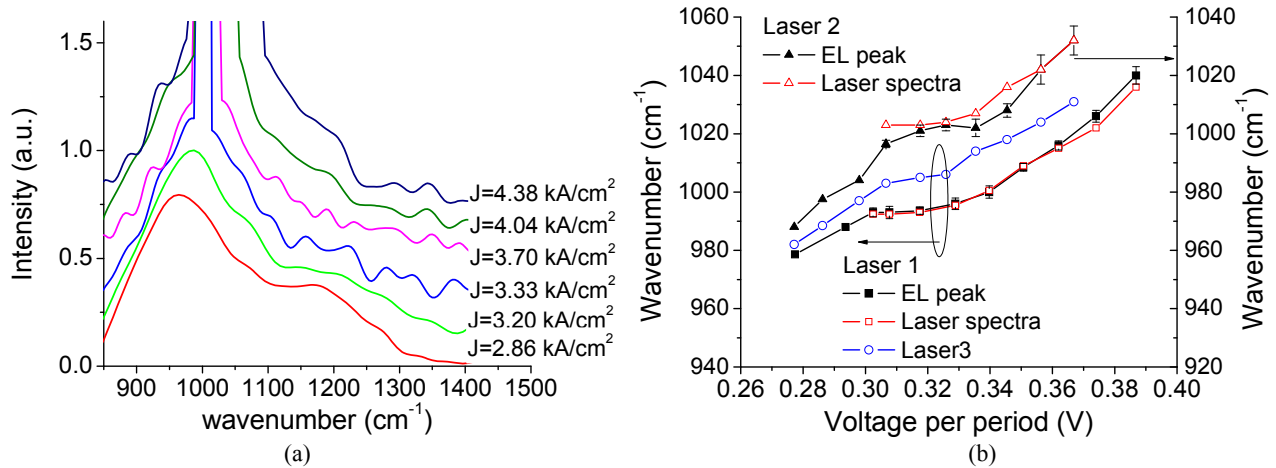 1.5
1.0
0.5
0.0
Intensity (a.u.)
J=4.38 kA/cm²
J=4.04 kA/cm²
J=3.70 kA/cm²
J=3.33 kA/cm²
J=3.20 kA/cm²
J=2.86 kA/cm²
900 1000 1100 1200 1300 1400 1500
wavenumber (cm⁻¹)
(a)
1060
1040
1020
1000
980
960
940
Wavenumber (cm⁻¹)
Laser 2
EL peak
Laser spectra
Laser 1
EL peak
Laser spectra
Laser3
1040
1020
1000
980
960
940
920
Wavenumber (cm⁻¹)
0.26 0.28 0.30 0.32 0.34 0.36 0.38 0.40
Voltage per period (V)
(b)